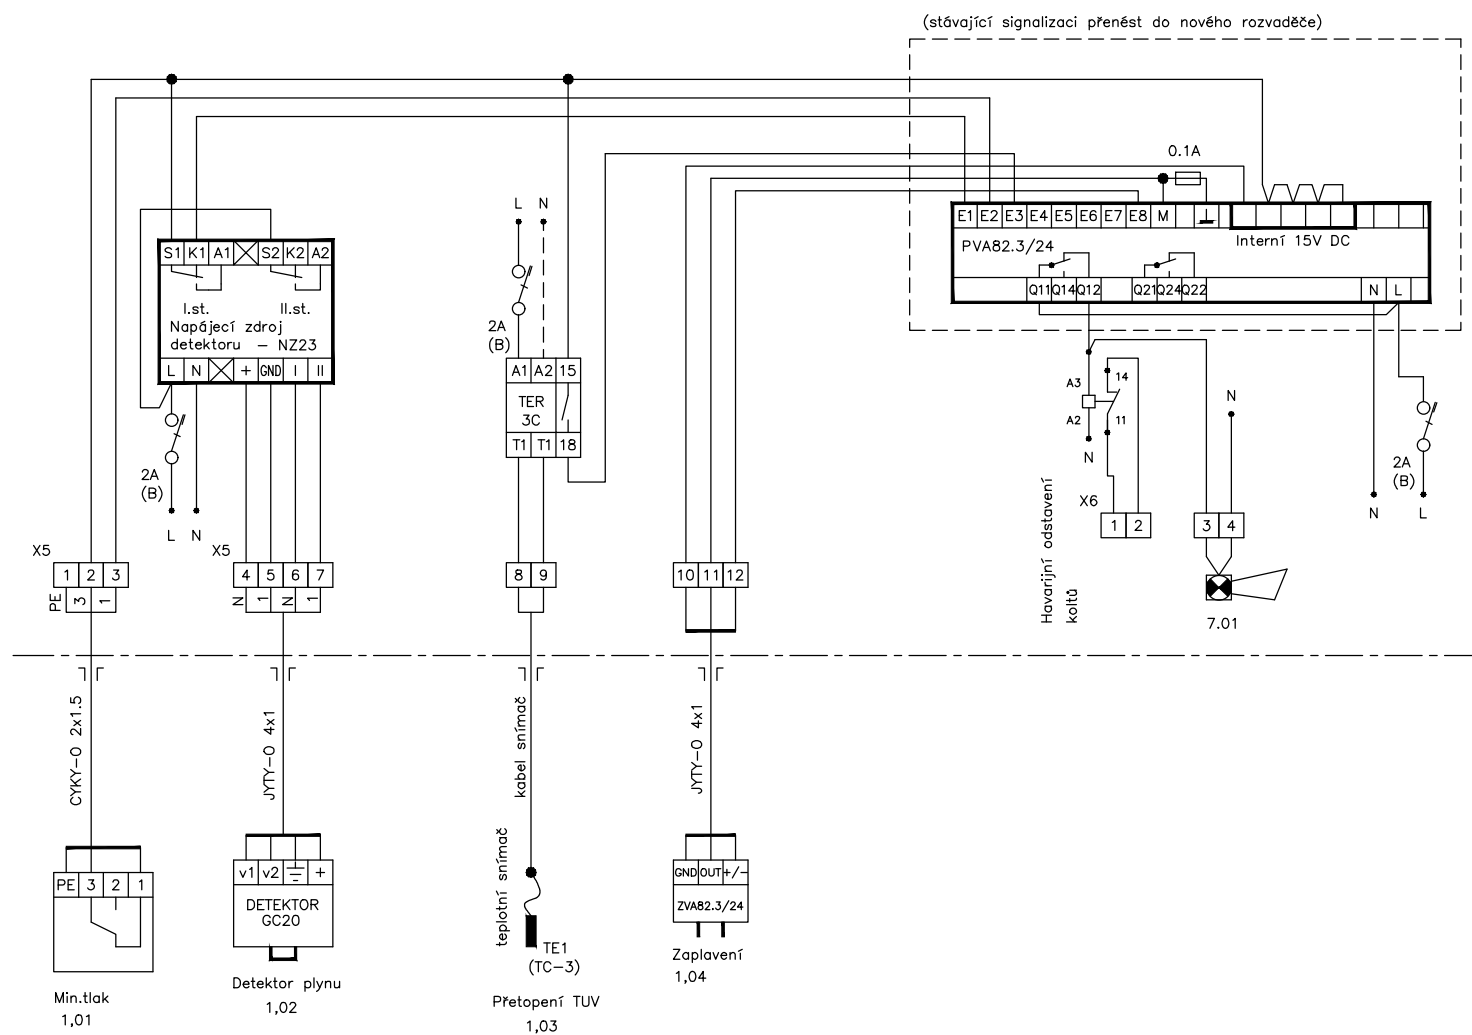 (stávající signalizaci přenést do nového rozvaděče)
0.1A
E1 E2 E3 E4 E5 E6 E7 E8 M
Interní 15V DC
PVA82.3/24
Q11 Q14 Q12 Q21 Q24 Q22 N L
L N
S1 K1 A1 S2 K2 A2
I.st. II.st.
Napájecí zdroj
detektoru – NZ23
L N + GND I II
2A
(B)
L N
2A
(B)
A1 A2 15
TER
3C
T1 T1 18
A3
14
A2
11
N
N
2A
(B)
N
L
X6
1 2
3 4
Havarijní odstavení
koltů
7.01
X5
1 2 3
PE 3 1
X5
4 5 6 7
N 1 N 1
8 9
10 11 12
CYKY-O 2x1.5
JYTY-O 4x1
kabel snímač
JYTY-O 4x1
teplotní snímač
PE 3 2 1
v1 v2 +
DETEKTOR
GC20
GND OUT +/-
ZVA82.3/24
TE1
(TC-3)
Min.tlak
1,01
Detektor plynu
1,02
Přetopení TUV
1,03
Zaplavení
1,04